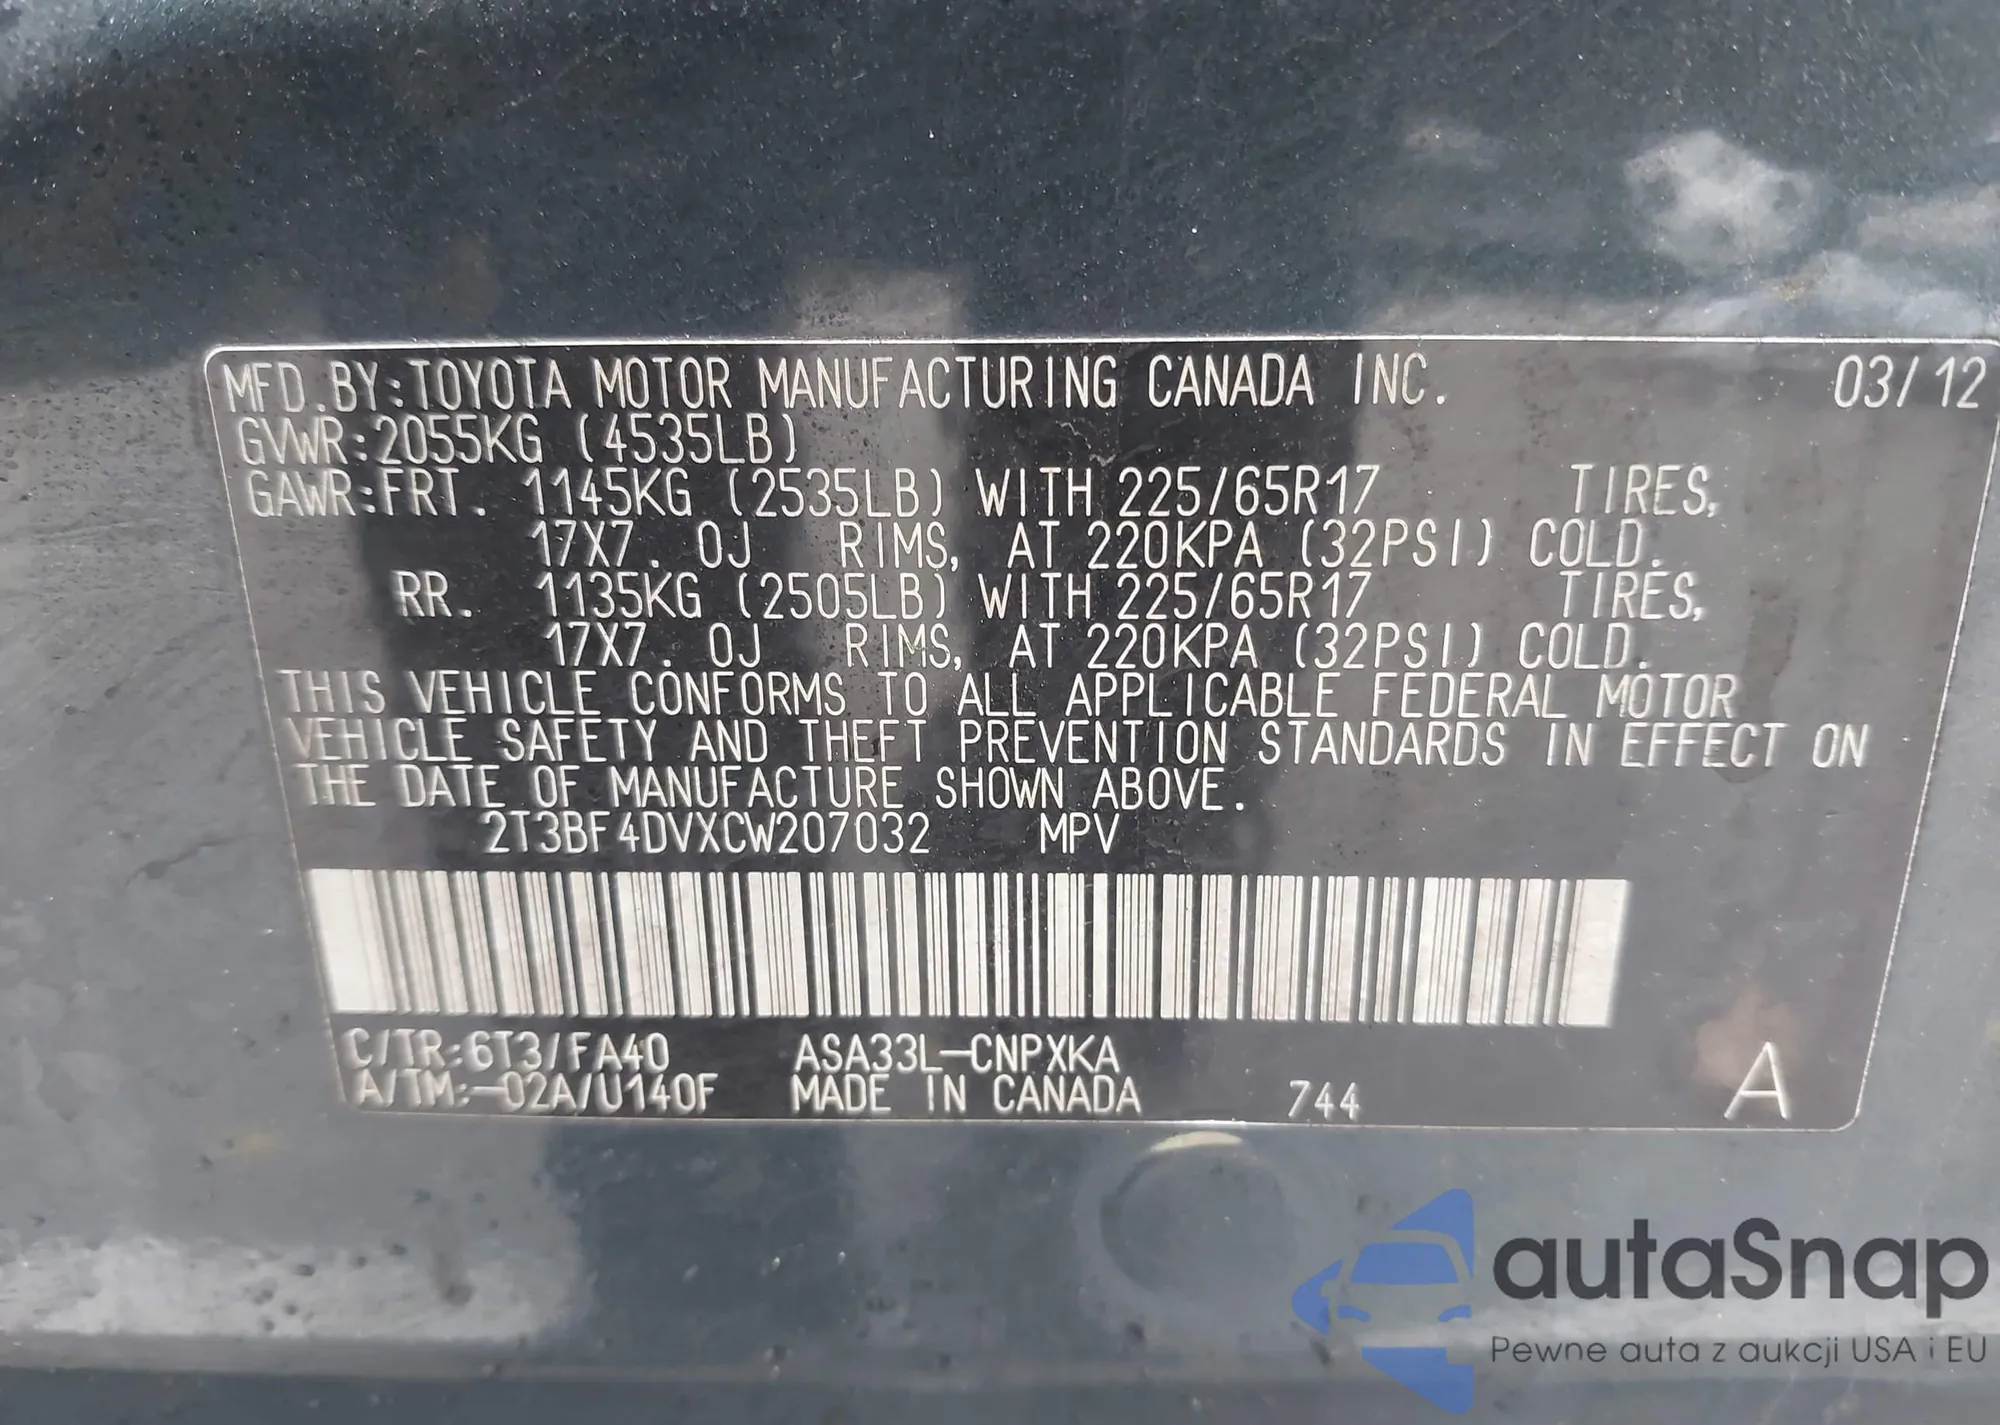 MFD. BY: TOYOTA MOTOR MANUFACTURING CANADA INC. 03/12
GVWR: 2055KG (4535LB)
GAWR: FRT. 1145KG (2535LB) WITH 225/65R17 TIRES,
17X7. 0J RIMS, AT 220KPA (32PSI) COLD.
RR. 1135KG (2505LB) WITH 225/65R17 TIRES,
17X7. 0J RIMS, AT 220KPA (32PSI) COLD.
THIS VEHICLE CONFORMS TO ALL APPLICABLE FEDERAL MOTOR
VEHICLE SAFETY AND THEFT PREVENTION STANDARDS IN EFFECT ON
THE DATE OF MANUFACTURE SHOWN ABOVE.
2T3BF4DVXCW207032 MPV
C/TR: 6T3/FA40 ASA33L-CNPXKA
A/TM: -02A/U140F MADE IN CANADA 744 A
autaSnap
Pewne auta z aukcji USA i EU